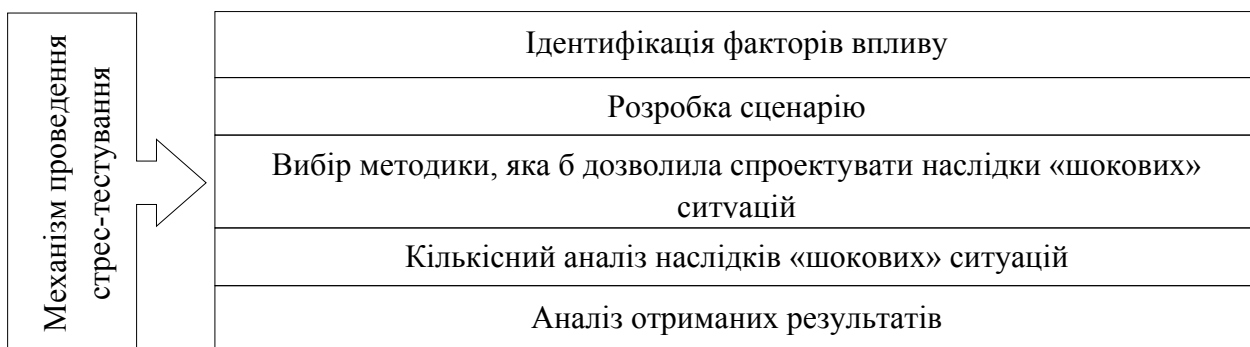 Механізм проведення
стрес-тестування
Ідентифікація факторів впливу
Розробка сценарію
Вибір методики, яка б дозволила спроектувати наслідки «шокових»
ситуацій
Кількісний аналіз наслідків «шокових» ситуацій
Аналіз отриманих результатів